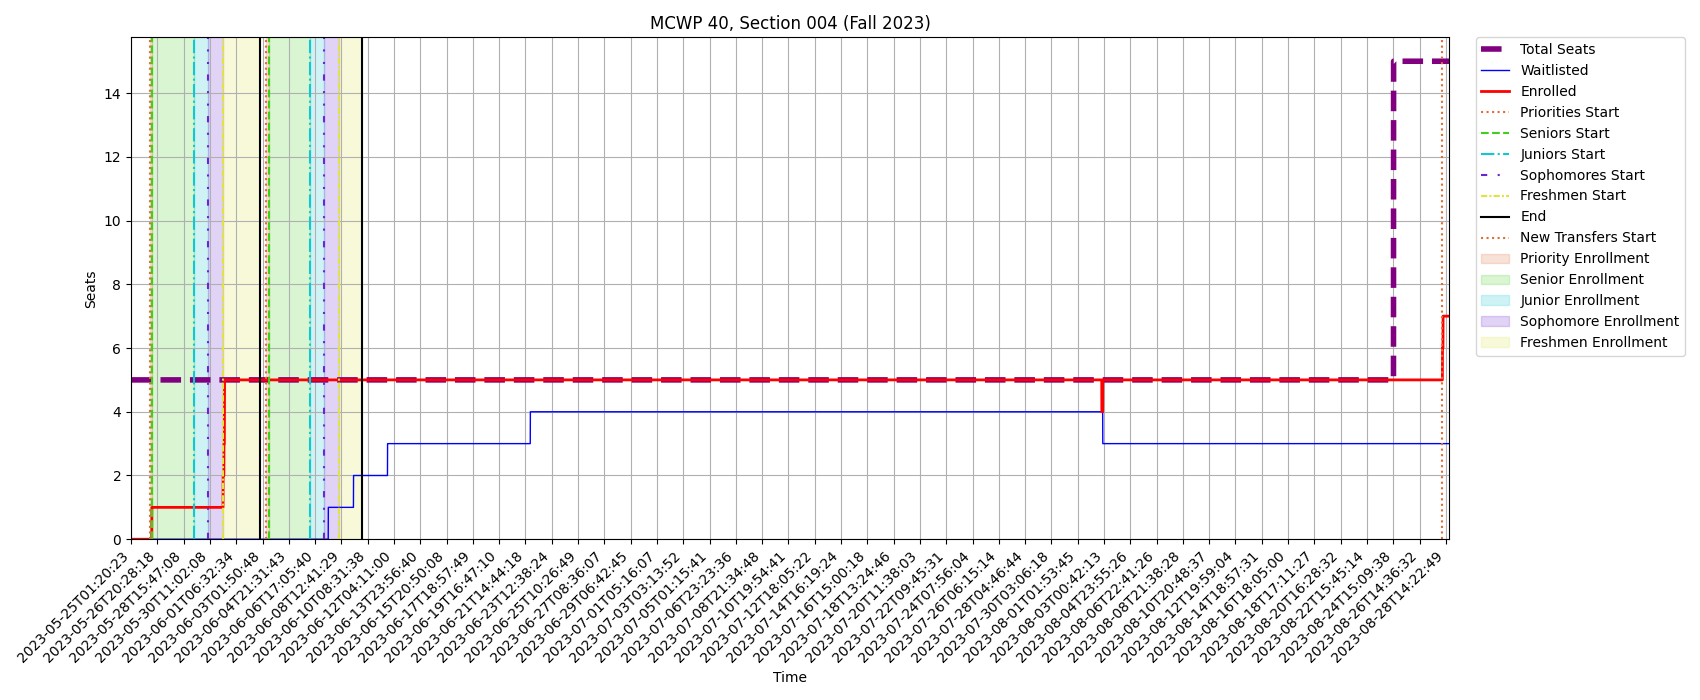 MCWP 40, Section 004 (Fall 2023)
Seats
14
12
10
8
6
4
2
0
Total Seats
Waitlisted
Enrolled
Priorities Start
Seniors Start
Juniors Start
Sophomores Start
Freshmen Start
End
New Transfers Start
Priority Enrollment
Senior Enrollment
Junior Enrollment
Sophomore Enrollment
Freshmen Enrollment
2023-05-25T01:20:23
2023-05-26T20:28:18
2023-05-28T15:47:08
2023-05-30T11:02:08
2023-06-01T06:32:34
2023-06-03T01:50:48
2023-06-04T21:31:43
2023-06-06T17:05:40
2023-06-08T12:41:29
2023-06-10T08:31:38
2023-06-12T04:11:00
2023-06-13T23:56:40
2023-06-15T20:50:08
2023-06-17T18:57:49
2023-06-19T16:47:10
2023-06-21T14:44:18
2023-06-23T12:38:24
2023-06-25T10:26:49
2023-06-27T08:36:07
2023-06-29T06:42:45
2023-07-01T05:16:07
2023-07-03T03:13:52
2023-07-05T01:15:41
2023-07-06T23:23:36
2023-07-08T21:34:48
2023-07-10T19:54:41
2023-07-12T18:05:22
2023-07-14T16:19:24
2023-07-16T15:00:18
2023-07-18T13:24:46
2023-07-20T11:38:03
2023-07-22T09:45:31
2023-07-24T07:56:04
2023-07-26T06:15:14
2023-07-28T04:46:44
2023-07-30T03:06:18
2023-08-01T01:53:45
2023-08-03T00:42:13
2023-08-04T23:55:26
2023-08-06T22:41:26
2023-08-08T21:38:28
2023-08-10T20:48:37
2023-08-12T19:59:04
2023-08-14T18:57:31
2023-08-16T18:05:00
2023-08-18T17:11:27
2023-08-20T16:28:32
2023-08-22T15:45:14
2023-08-24T15:09:38
2023-08-26T14:36:32
2023-08-28T14:22:49
Time